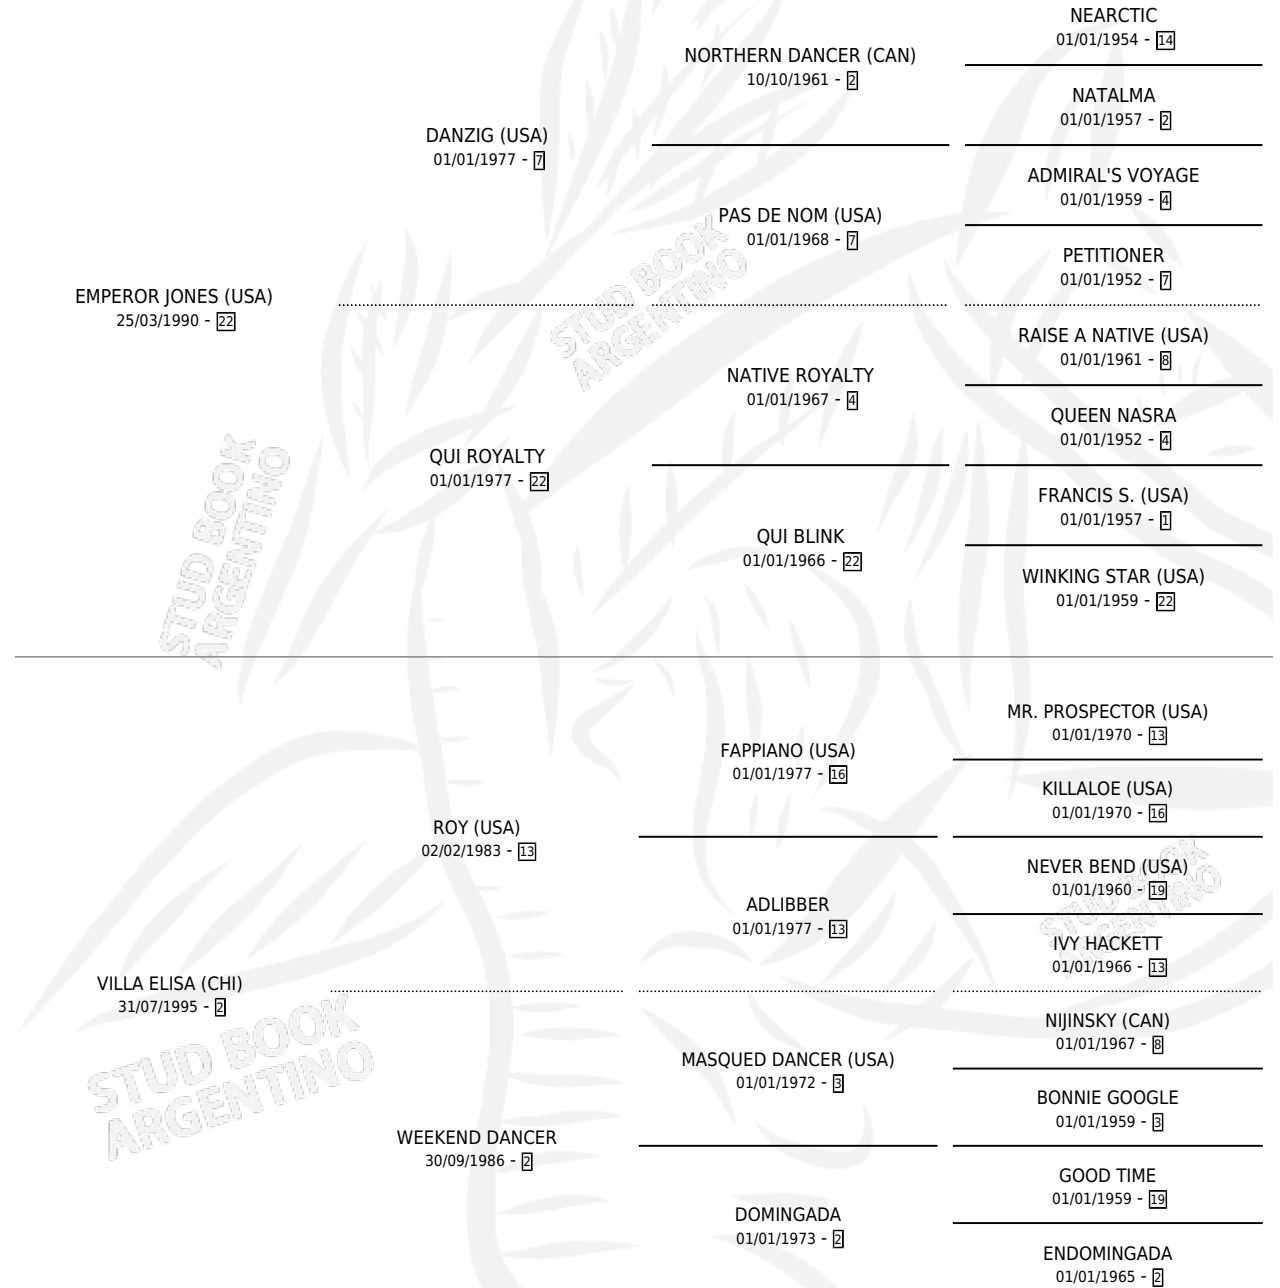 NEARCTIC
01/01/1954 - 14
NORTHERN DANCER (CAN)
10/10/1961 - 2
NATALMA
01/01/1957 - 2
DANZIG (USA)
01/01/1977 - 7
ADMIRAL'S VOYAGE
01/01/1959 - 4
PAS DE NOM (USA)
01/01/1968 - 7
PETITIONER
01/01/1952 - 7
EMPEROR JONES (USA)
25/03/1990 - 22
STUD BOOK
ARGENTINO
RAISE A NATIVE (USA)
01/01/1961 - 8
NATIVE ROYALTY
01/01/1967 - 4
QUEEN NASRA
01/01/1952 - 4
QUI ROYALTY
01/01/1977 - 22
FRANCIS S. (USA)
01/01/1957 - 1
QUI BLINK
01/01/1966 - 22
WINKING STAR (USA)
01/01/1959 - 22
STUD BOOK
ARGENTINO
MR. PROSPECTOR (USA)
01/01/1970 - 13
FAPPIANO (USA)
01/01/1977 - 16
KILLALOE (USA)
01/01/1970 - 16
ROY (USA)
02/02/1983 - 13
NEVER BEND (USA)
01/01/1960 - 19
ADLIBBER
01/01/1977 - 13
IVY HACKETT
01/01/1966 - 13
STUD BOOK
ARGENTINO
VILLA ELISA (CHI)
31/07/1995 - 2
NIJINSKY (CAN)
01/01/1967 - 8
MASQUED DANCER (USA)
01/01/1972 - 3
BONNIE GOOGLE
01/01/1959 - 3
STUD BOOK
ARGENTINO
WEEKEND DANCER
30/09/1986 - 2
GOOD TIME
01/01/1959 - 19
DOMINGADA
01/01/1973 - 2
ENDOMINGADA
01/01/1965 - 2